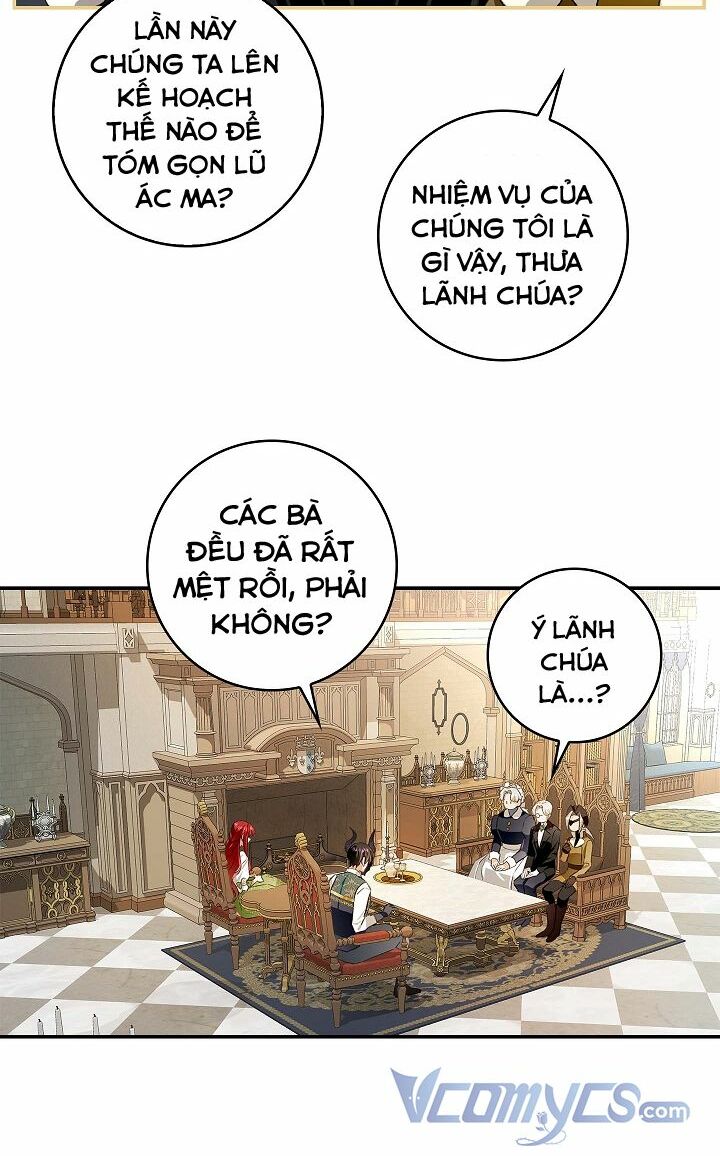 LẦN NÀY
CHÚNG TA LÊN
KẾ HOẠCH
THẾ NÀO ĐỂ
TÓM GỌN LŨ
ÁC MA?
NHIỆM VỤ CỦA
CHÚNG TÔI LÀ
GÌ VẬY, THƯA
LÃNH CHÚA?
CÁC BÀ
ĐỀU ĐÃ RẤT
MỆT RỒI, PHẢI
KHÔNG?
Ý LÃNH
CHÚA
LÀ...?
VCOMYCS.com